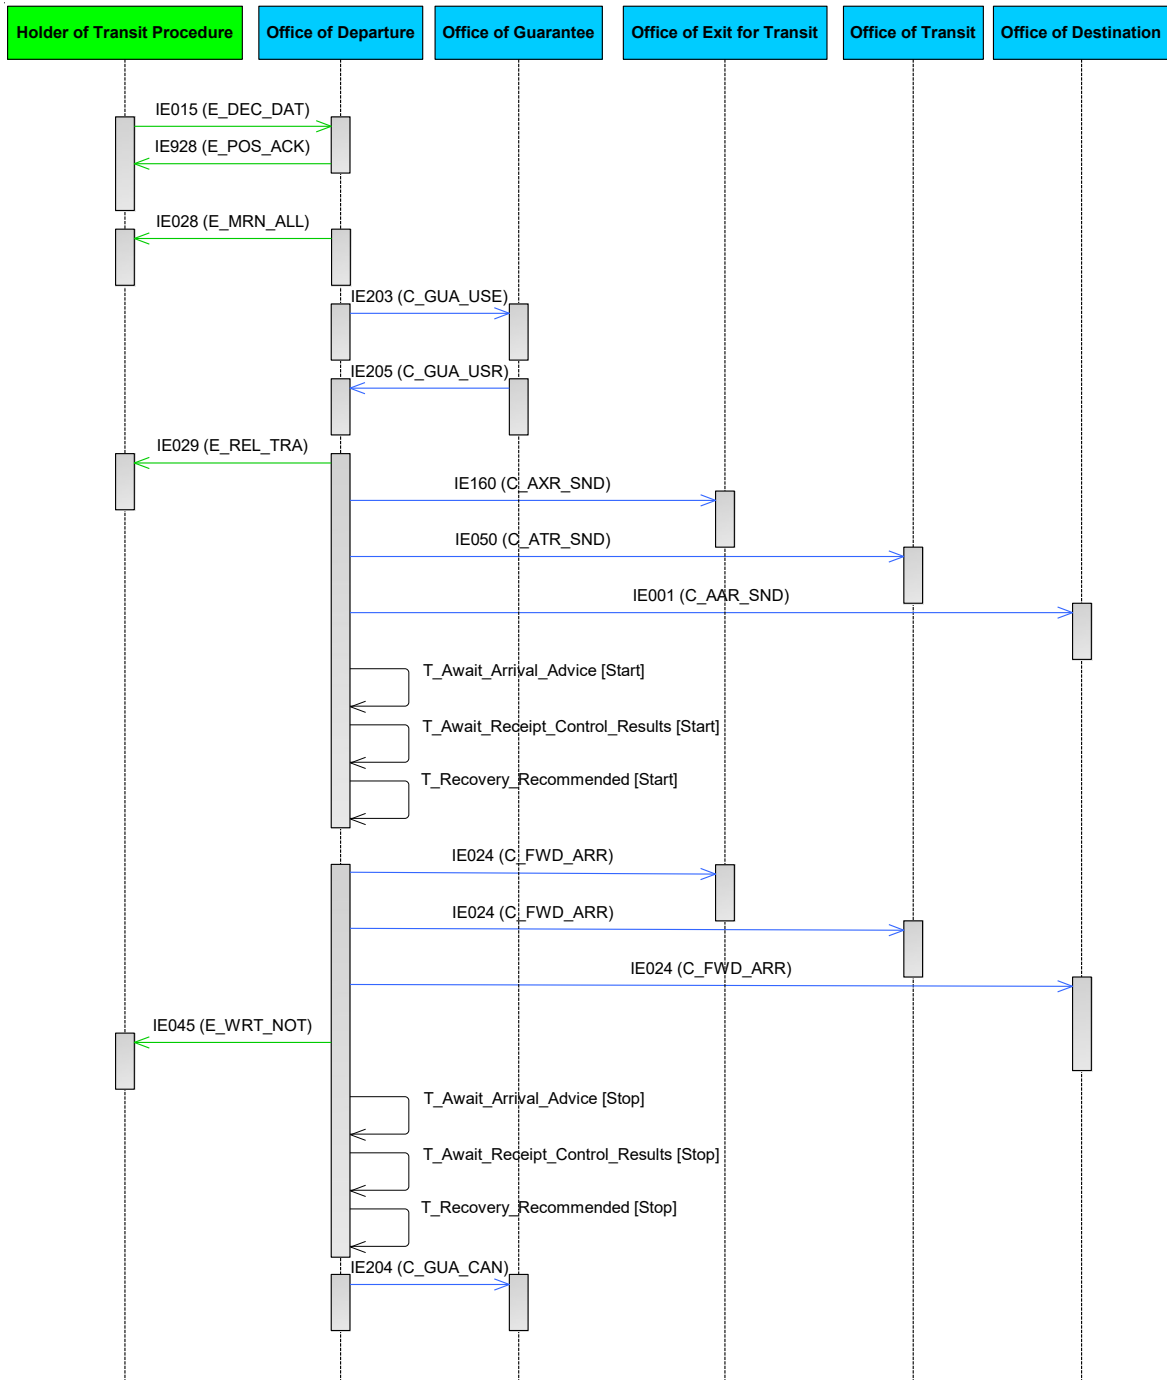 Holder of Transit Procedure
Office of Departure
Office of Guarantee
Office of Exit for Transit
Office of Transit
Office of Destination
IE015 (E_DEC_DAT)
IE928 (E_POS_ACK)
IE028 (E_MRN_ALL)
IE203 (C_GUA_USE)
IE205 (C_GUA_USR)
IE029 (E_REL_TRA)
IE160 (C_AXR_SND)
IE050 (C_ATR_SND)
IE001 (C_AAR_SND)
T_Await_Arrival_Advice [Start]
T_Await_Receipt_Control_Results [Start]
T_Recovery_Recommended [Start]
IE024 (C_FWD_ARR)
IE024 (C_FWD_ARR)
IE024 (C_FWD_ARR)
IE045 (E_WRT_NOT)
T_Await_Arrival_Advice [Stop]
T_Await_Receipt_Control_Results [Stop]
T_Recovery_Recommended [Stop]
IE204 (C_GUA_CAN)